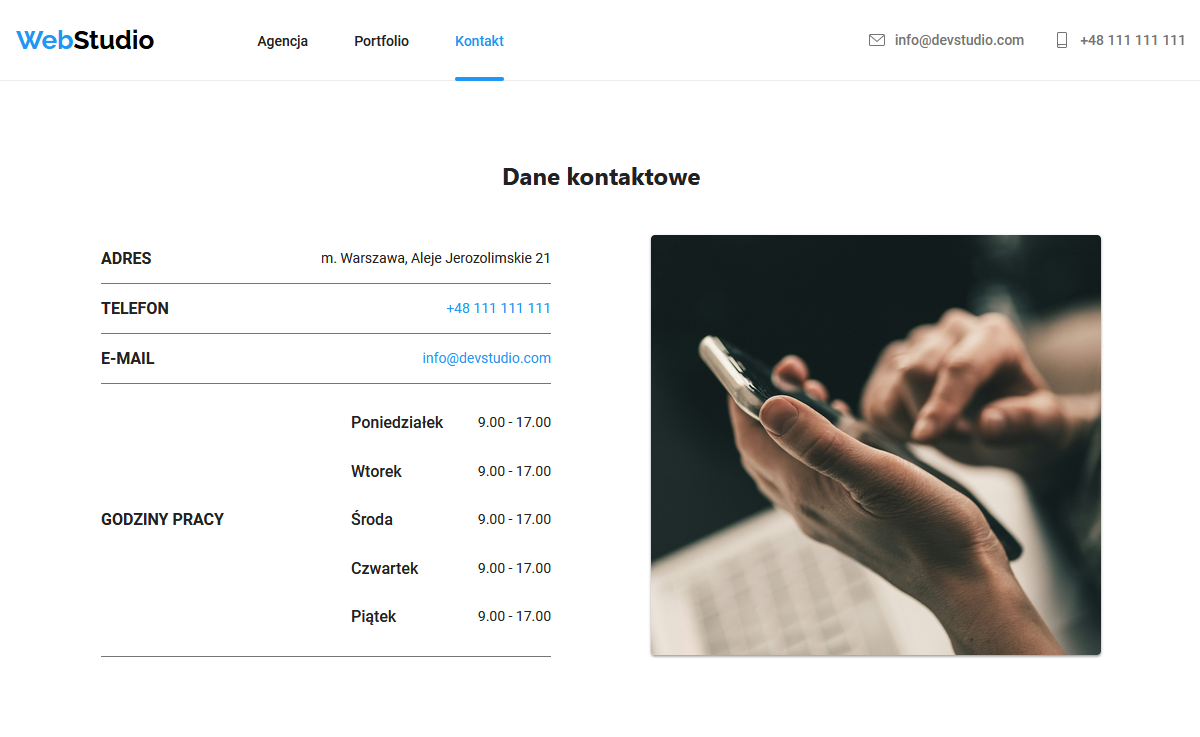 WebStudio
Agencja
Portfolio
Kontakt
info@devstudio.com
+48 111 111 111
Dane kontaktowe
ADRES m. Warszawa, Aleje Jerozolimskie 21
TELEFON +48 111 111 111
E-MAIL info@devstudio.com
GODZINY PRACY
Poniedziałek 9.00 - 17.00
Wtorek 9.00 - 17.00
Środa 9.00 - 17.00
Czwartek 9.00 - 17.00
Piątek 9.00 - 17.00